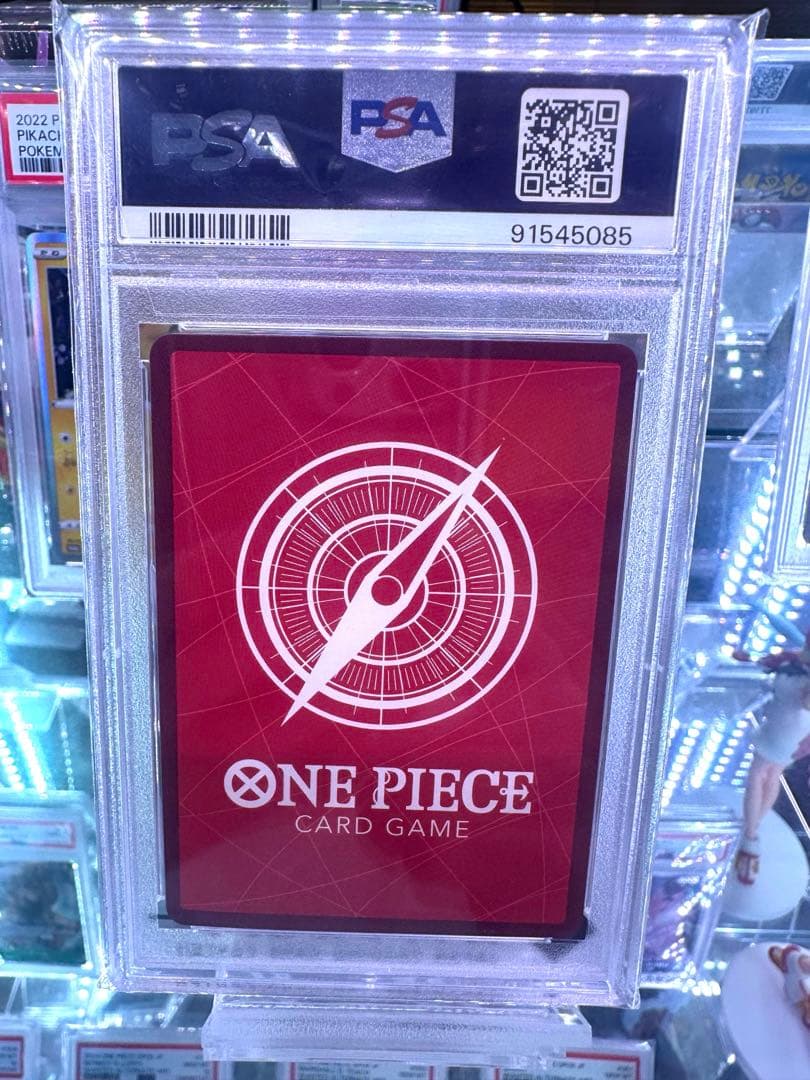 2022 P
PIKACH
POKEM
PSA
PSA
91545085
ONE PIECE
CARD GAME